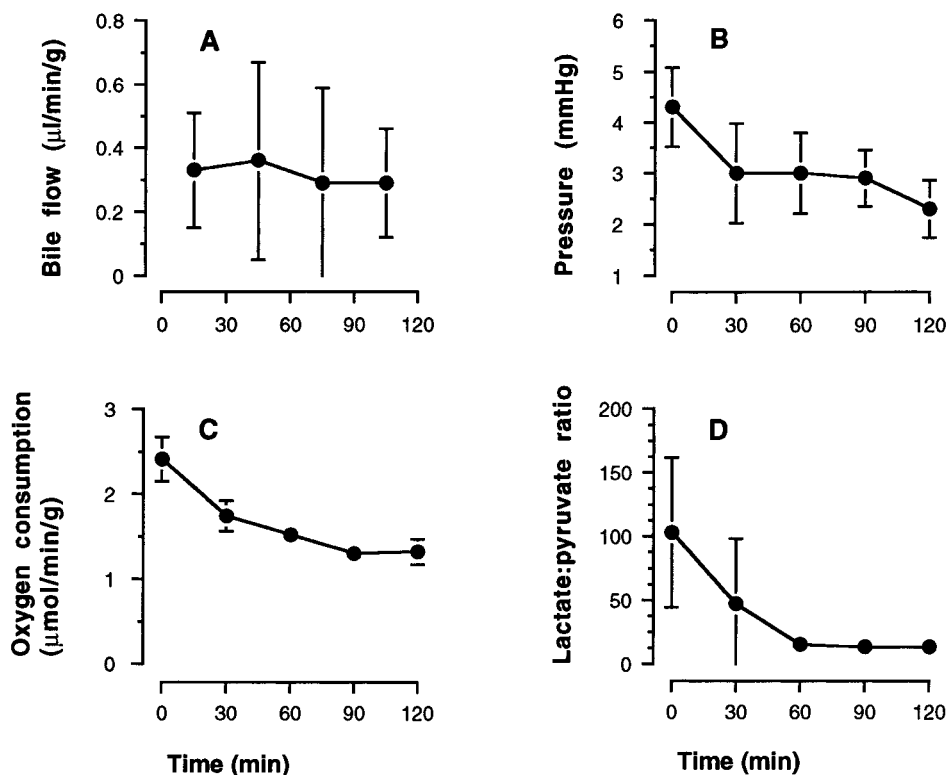 A
Bile flow (μl/min/g)
0.8
0.6
0.4
0.2
0
0 30 60 90 120
B
Pressure (mmHg)
6
5
4
3
2
1
0 30 60 90 120
C
Oxygen consumption
(μmol/min/g)
3
2
1
0
0 30 60 90 120
Time (min)
D
Lactate:pyruvate ratio
200
150
100
50
0
0 30 60 90 120
Time (min)